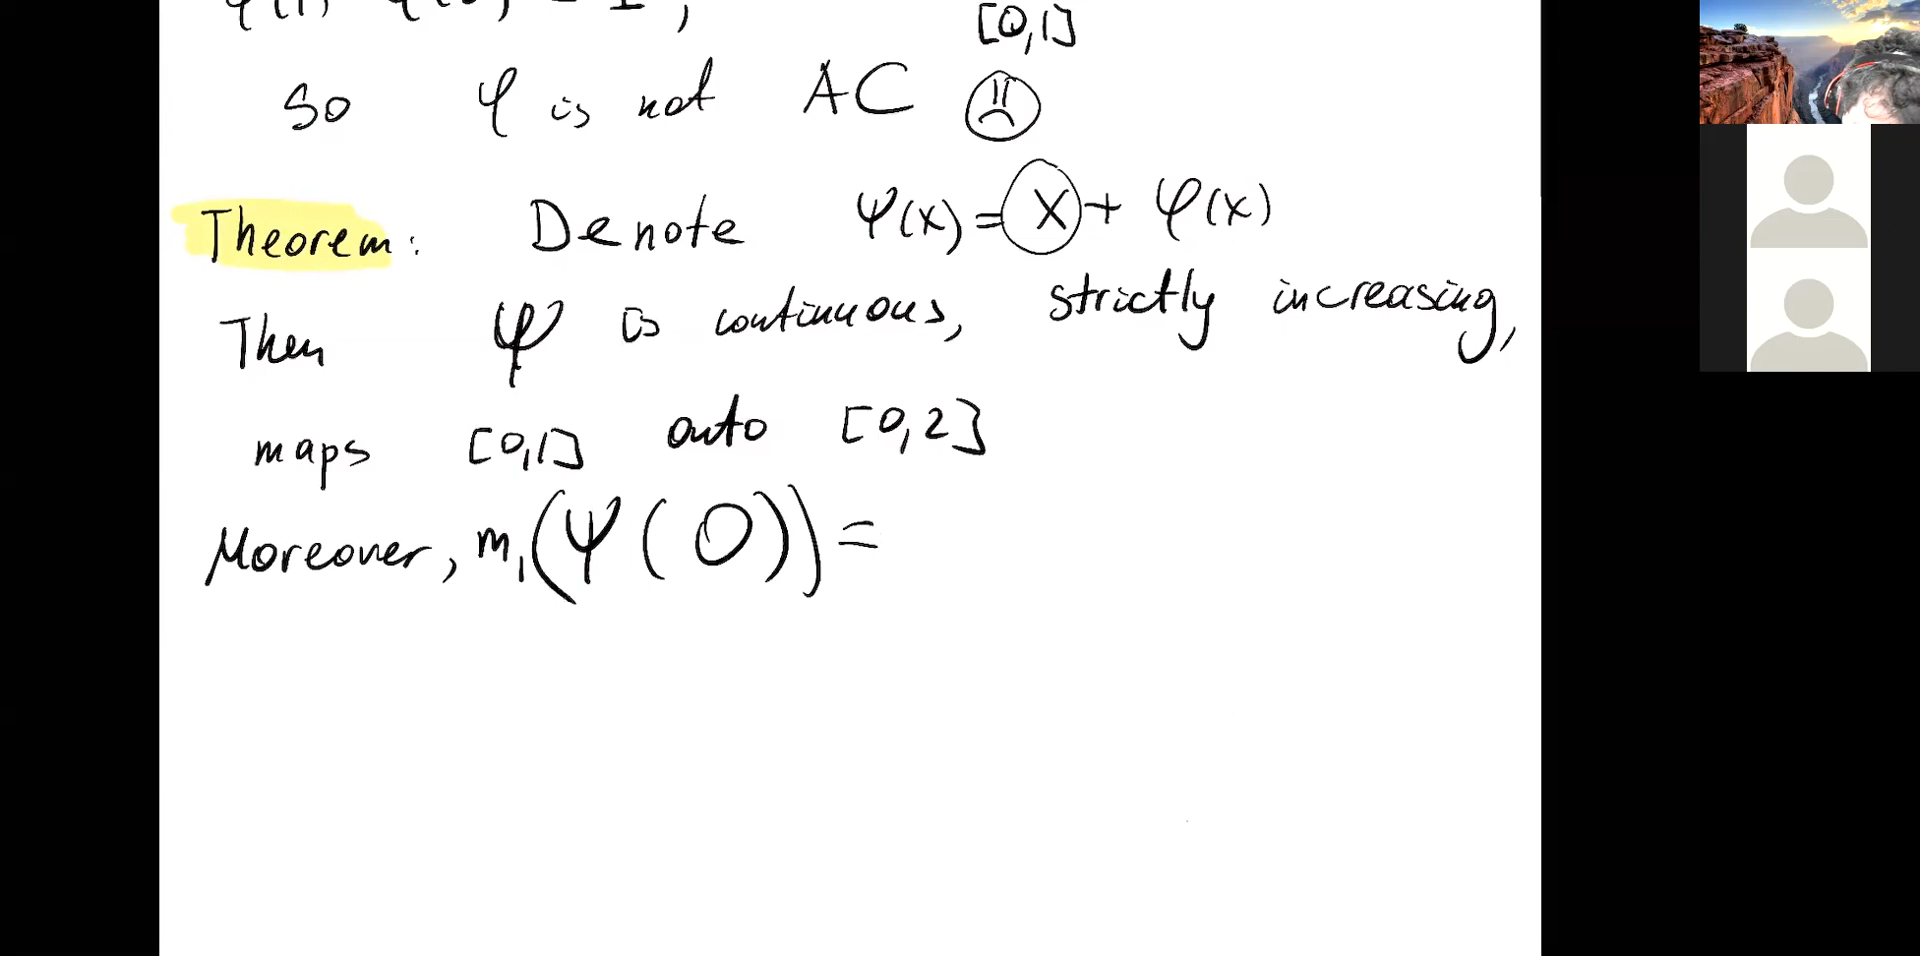 [0,1]
So φ is not AC
Theorem: Denote ψ(x) = x + φ(x)
Then ψ is continuous, strictly increasing,
maps [0,1] onto [0,2]
Moreover, m₁(ψ(O)) =